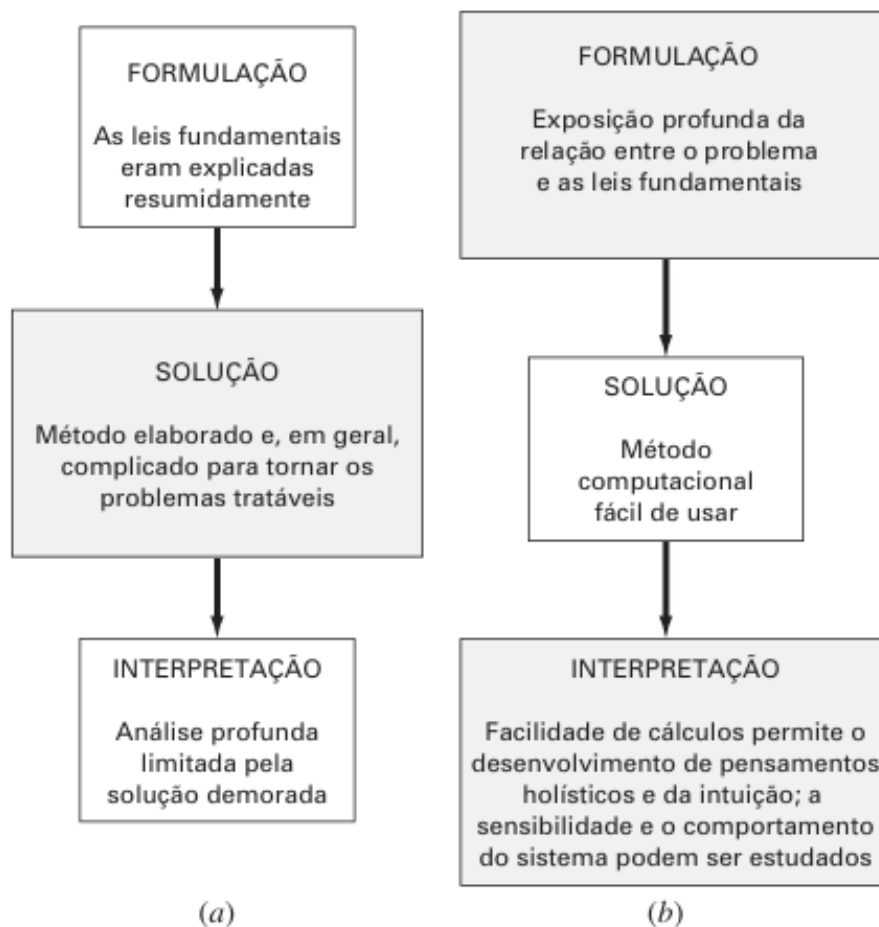 FORMULAÇÃO
As leis fundamentais
eram explicadas
resumidamente
SOLUÇÃO
Método elaborado e, em geral,
complicado para tornar os
problemas tratáveis
INTERPRETAÇÃO
Análise profunda
limitada pela
solução demorada
(a)
FORMULAÇÃO
Exposição profunda da
relação entre o problema
e as leis fundamentais
SOLUÇÃO
Método
computacional
fácil de usar
INTERPRETAÇÃO
Facilidade de cálculos permite o
desenvolvimento de pensamentos
holísticos e da intuição; a
sensibilidade e o comportamento
do sistema podem ser estudados
(b)